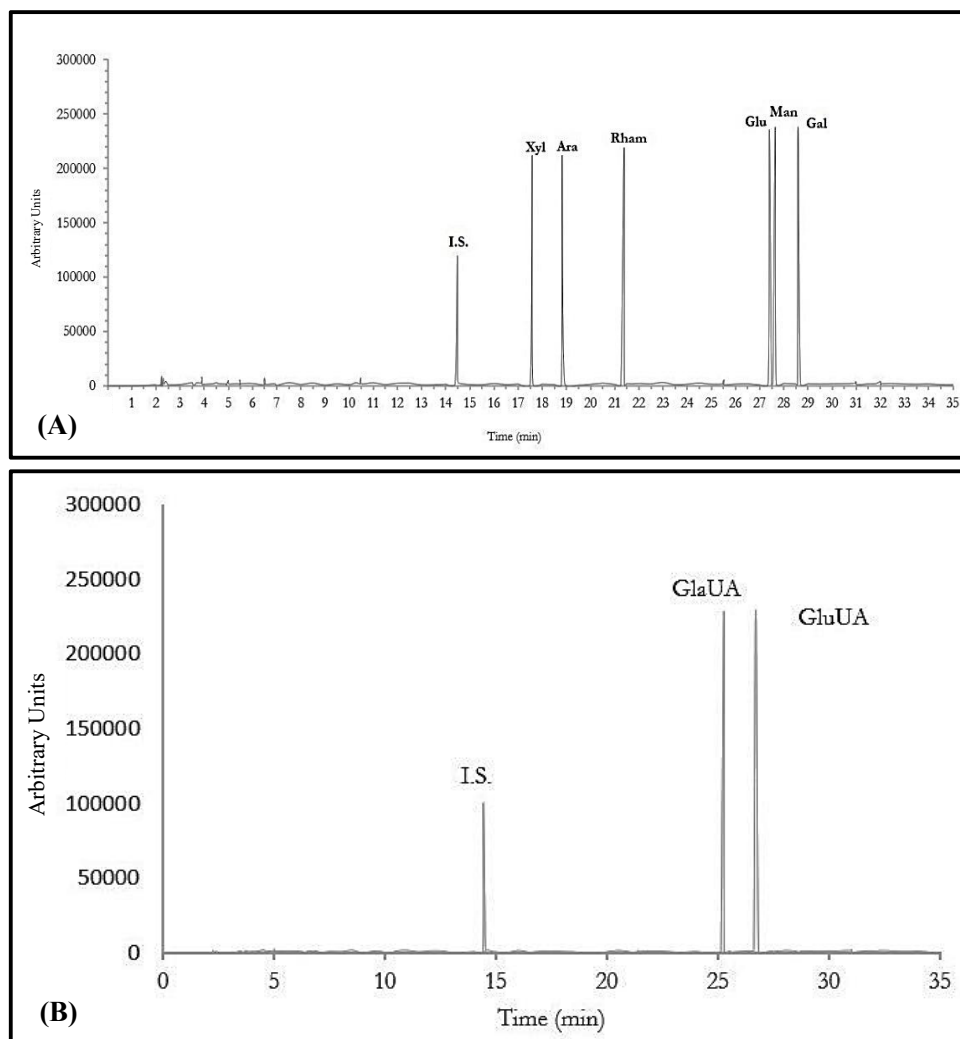 300000
250000
200000
150000
100000
50000
0
Arbitrary Units
I.S.
Xyl
Ara
Rham
Glu
Man
Gal
1 2 3 4 5 6 7 8 9 10 11 12 13 14 15 16 17 18 19 20 21 22 23 24 25 26 27 28 29 30 31 32 33 34 35
Time (min)
(A)
300000
250000
200000
150000
100000
50000
0
Arbitrary Units
I.S.
GlaUA
GluUA
0 5 10 15 20 25 30 35
Time (min)
(B)